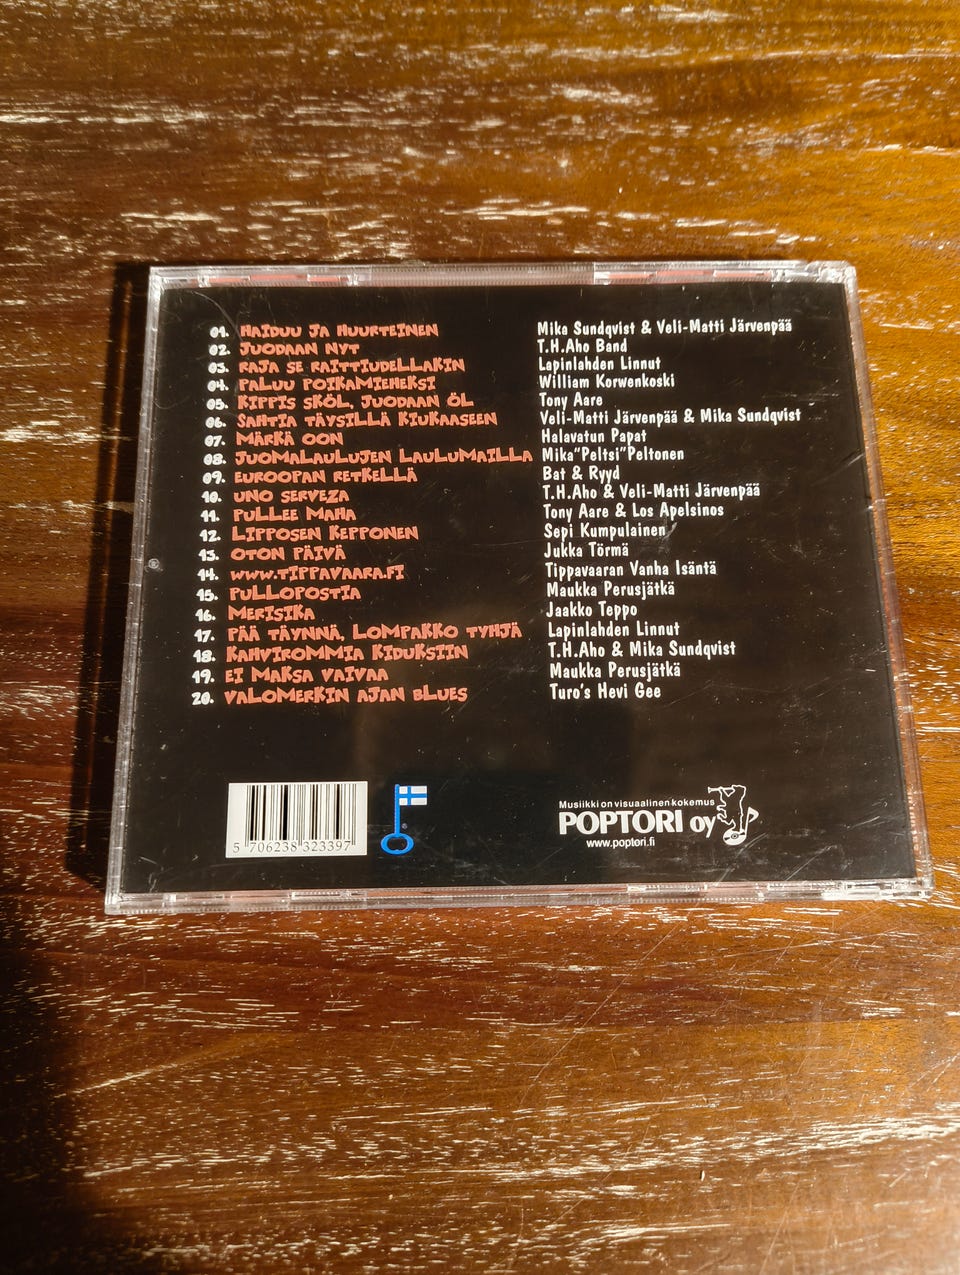 01. HAIDUU JA HUURTEINEN Mika Sundqvist & Veli-Matti Järvenpää
02. JUODAAN NYT T.H.Aho Band
03. RAJA SE RAITTIUDELLAKIN Lapinlahden Linnut
04. PALUU POIKAMIEHEKSI William Korwenkoski
05. KIPPIS SKÖL, JUODAAN ÖL Tony Aare
06. SAHTIA TÄYSILLÄ KIUKAASEEN Veli-Matti Järvenpää & Mika Sundqvist
07. MÄRKÄ OON Halavatun Papat
08. JUOMALAULUJEN LAULUMAILLA Mika"Peltsi"Peltonen
09. EUROOPAN RETKELLÄ Bat & Ryyd
10. UNO SERVEZA T.H.Aho & Veli-Matti Järvenpää
11. PULLEE MAHA Tony Aare & Los Apelsinos
12. LIPPOSEN KEPPONEN Sepi Kumpulainen
13. OTON PÄIVÄ Jukka Törmä
14. WWW.TIPPAVAARA.FI Tippavaaran Vanha Isäntä
15. PULLOPOSTIA Maukka Perusjätkä
16. MERISIKA Jaakko Teppo
17. PÄÄ TÄYNNÄ, LOMPAKKO TYHJÄ Lapinlahden Linnut
18. KAHVIROMMIA KIDUKSIIN T.H.Aho & Mika Sundqvist
19. EI MAKSA VAIVAA Maukka Perusjätkä
20. VALOMERKIN AJAN BLUES Turo's Hevi Gee
5 706238 323397
Musiikki on visuaalinen kokemus
POPTORI oy
www.poptori.fi